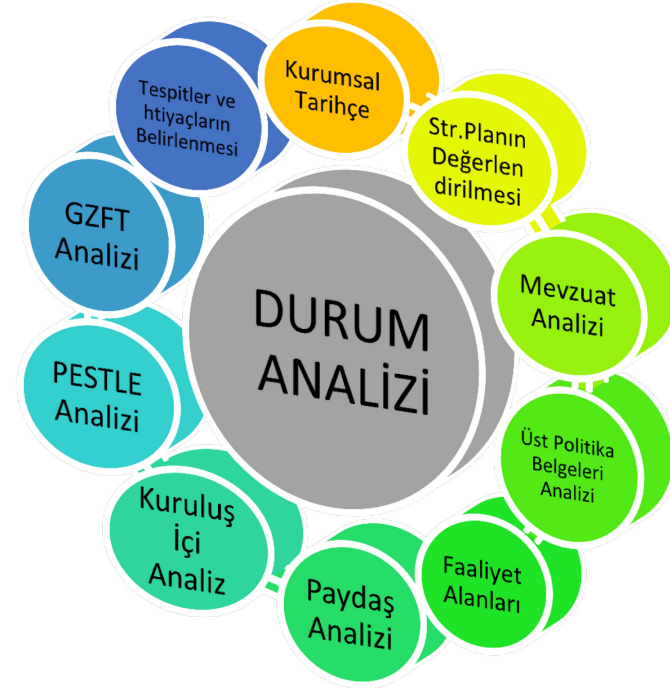 DURUM
ANALİZİ
Kurumsal
Tarihçe
Str.Planın
Değerlen
dirilmesi
Mevzuat
Analizi
Üst Politika
Belgeleri
Analizi
Faaliyet
Alanları
Paydaş
Analizi
Kuruluş
İçi
Analiz
PESTLE
Analizi
GZFT
Analizi
Tespitler ve
htiyaçların
Belirlenmesi